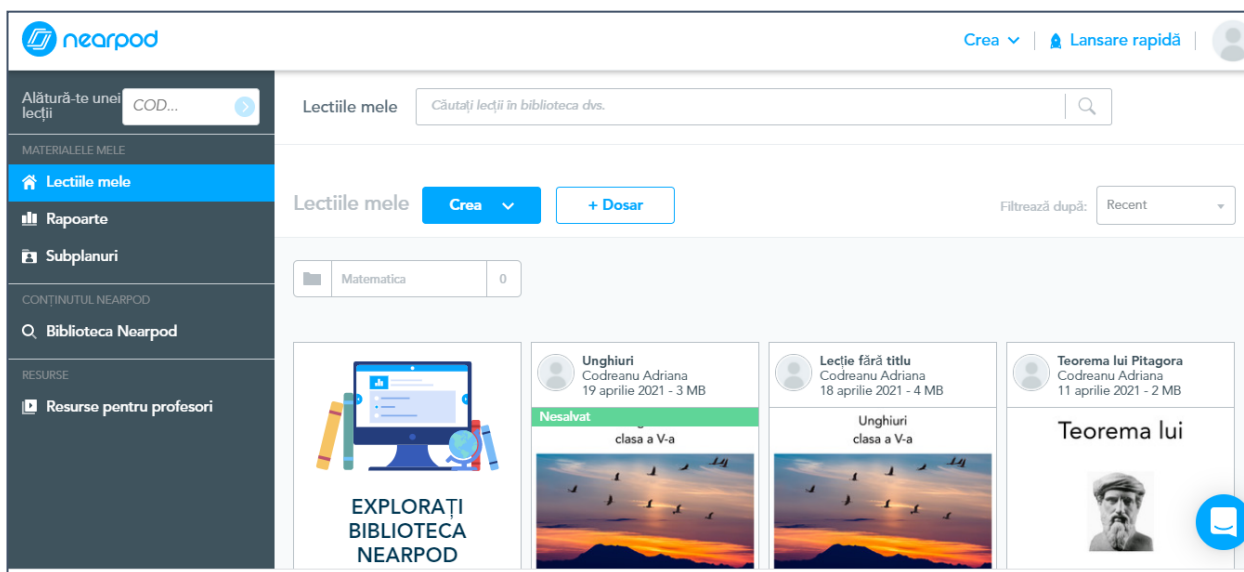 nearpod
Crea
Lansare rapidă
Alătură-te unei
lecții
COD...
MATERIALELE MELE
Lectiile mele
Rapoarte
Subplanuri
CONȚINUTUL NEARPOD
Biblioteca Nearpod
RESURSE
Resurse pentru profesori
Lectiile mele
Căutați lecții în biblioteca dvs.
Lectiile mele
Crea
+ Dosar
Filtrează după:
Recent
Matematica
0
EXPLORAȚI
BIBLIOTECA
NEARPOD
Unghiuri
Codreanu Adriana
19 aprilie 2021 - 3 MB
Nesalvat
clasa a V-a
Lecție fără titlu
Codreanu Adriana
18 aprilie 2021 - 4 MB
Unghiuri
clasa a V-a
Teorema lui Pitagora
Codreanu Adriana
11 aprilie 2021 - 2 MB
Teorema lui